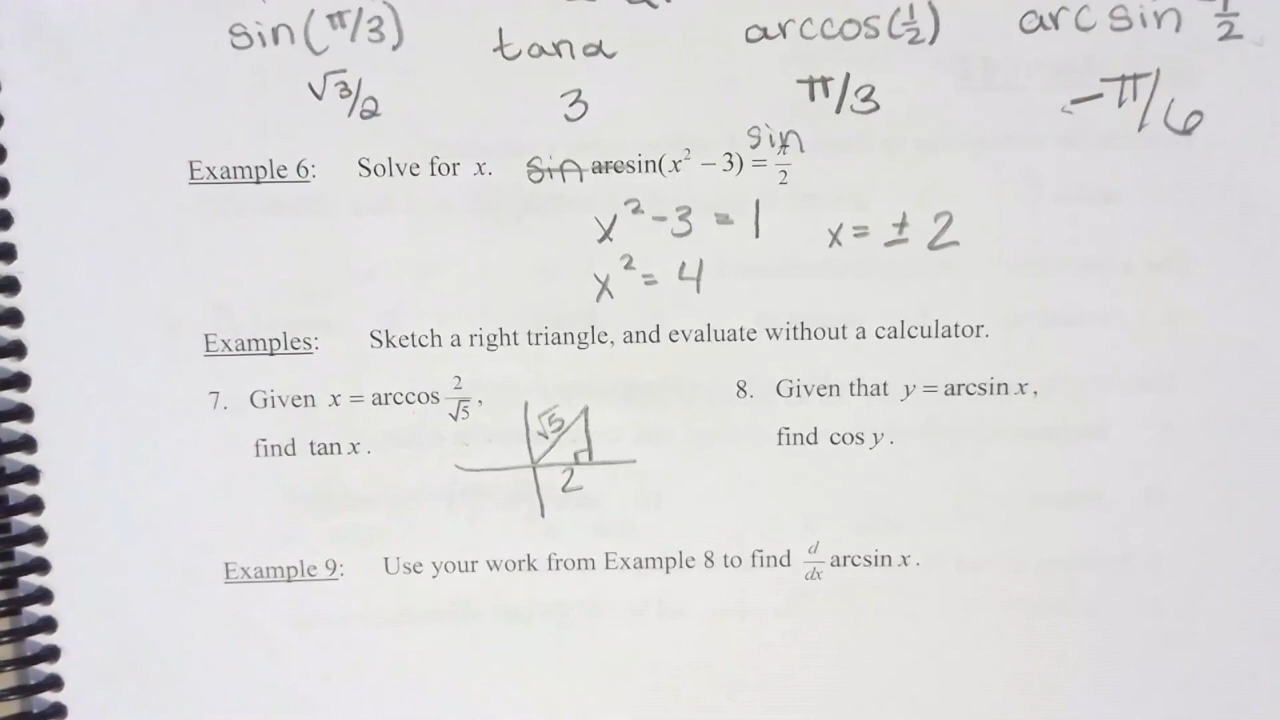 sin(π/3) tan α arccos(1/2) arcsin -1/2
√3/2 3 π/3 -π/6
Example 6: Solve for x. sin arcsin(x² − 3) = sin π/2
x² - 3 = 1 x = ± 2
x² = 4
Examples: Sketch a right triangle, and evaluate without a calculator.
7. Given x = arccos 2/√5, 8. Given that y = arcsin x,
find tan x. find cos y.
√5
2
Example 9: Use your work from Example 8 to find d/dx arcsin x.